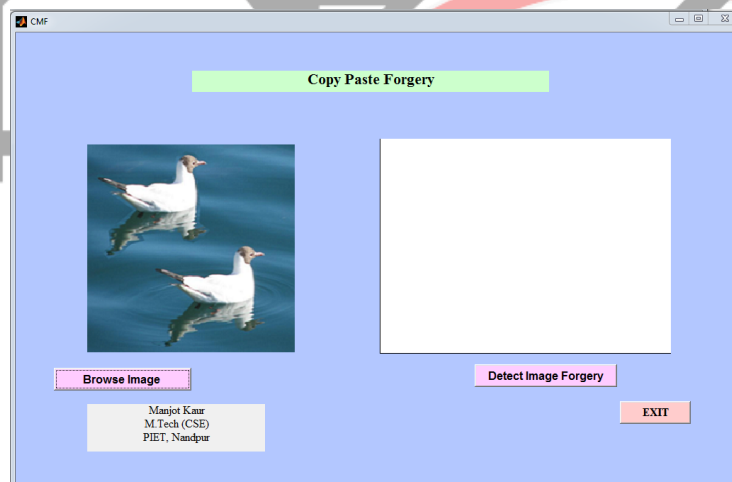 CMF
Copy Paste Forgery
Browse Image
Detect Image Forgery
Manjot Kaur
M.Tech (CSE)
PIET, Nandpur
EXIT